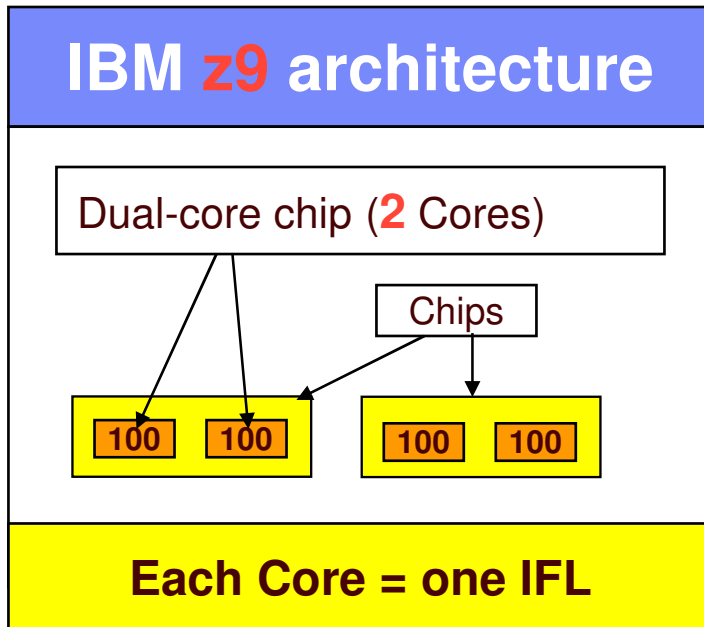 IBM z9 architecture
Dual-core chip (2 Cores)
Chips
100 100 100 100
Each Core = one IFL